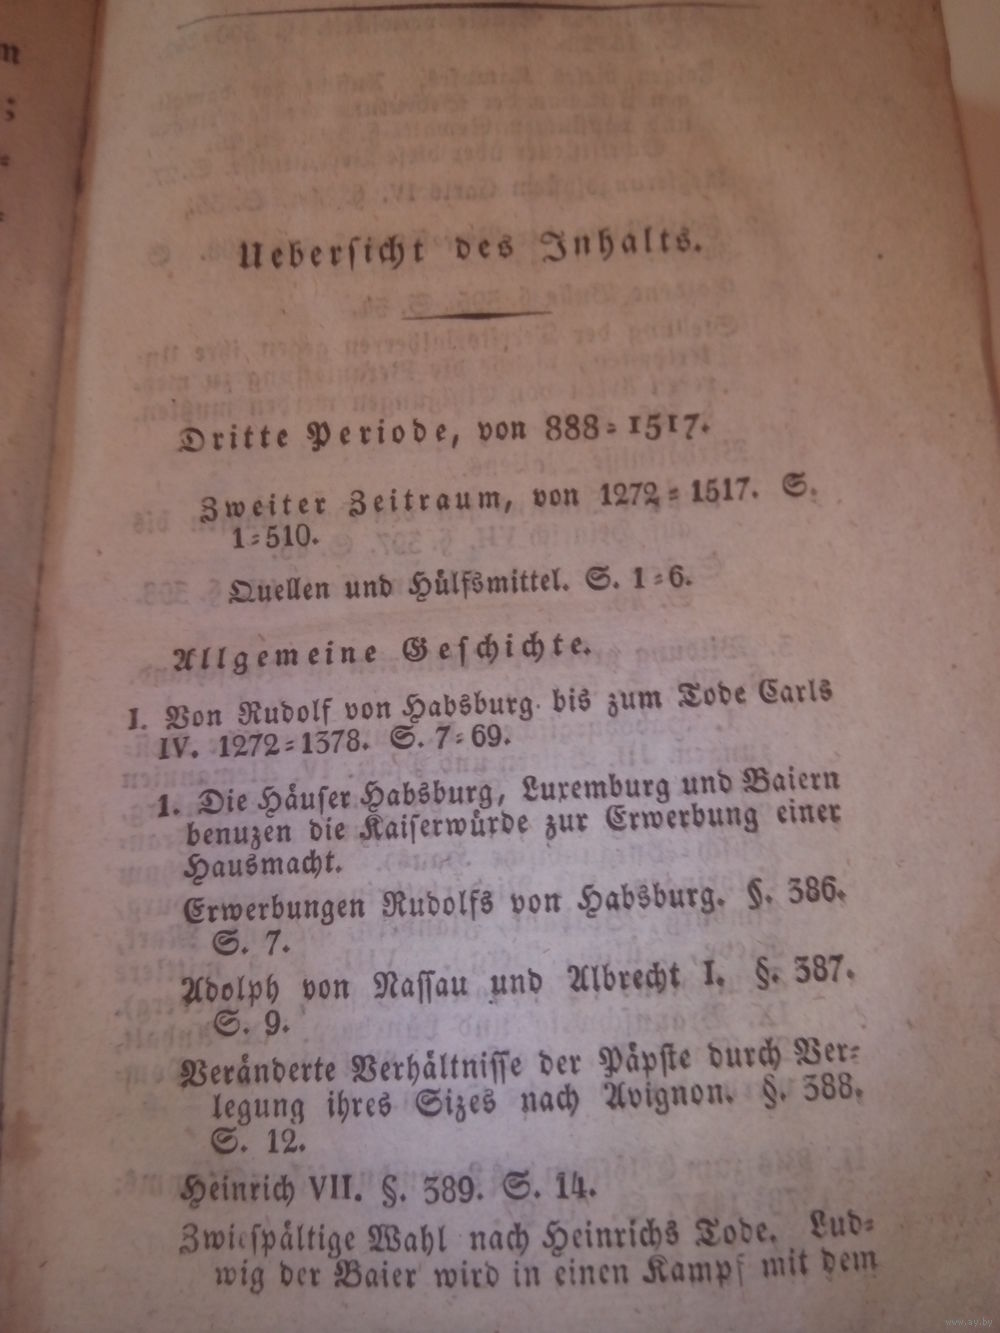 Uebersicht des Inhalts.
Dritte Periode, von 888=1517.
Zweiter Zeitraum, von 1272=1517. S.
1=510.
Quellen und Hülfsmittel. S. 1=6.
Allgemeine Geschichte.
I. Von Rudolf von Habsburg bis zum Tode Carls
IV. 1272=1378. S. 7=69.
1. Die Häuser Habsburg, Luxemburg und Baiern
benuzen die Kaiserwürde zur Erwerbung einer
Hausmacht.
Erwerbungen Rudolfs von Habsburg. §. 386.
S. 7.
Adolph von Nassau und Albrecht I. §. 387.
S. 9.
Veränderte Verhältnisse der Päpste durch Ver=
legung ihres Sizes nach Avignon. §. 388.
S. 12.
Heinrich VII. §. 389. S. 14.
Zwiespältige Wahl nach Heinrichs Tode. Lud=
wig der Baier wird in einen Kampf mit dem
www.ay.by